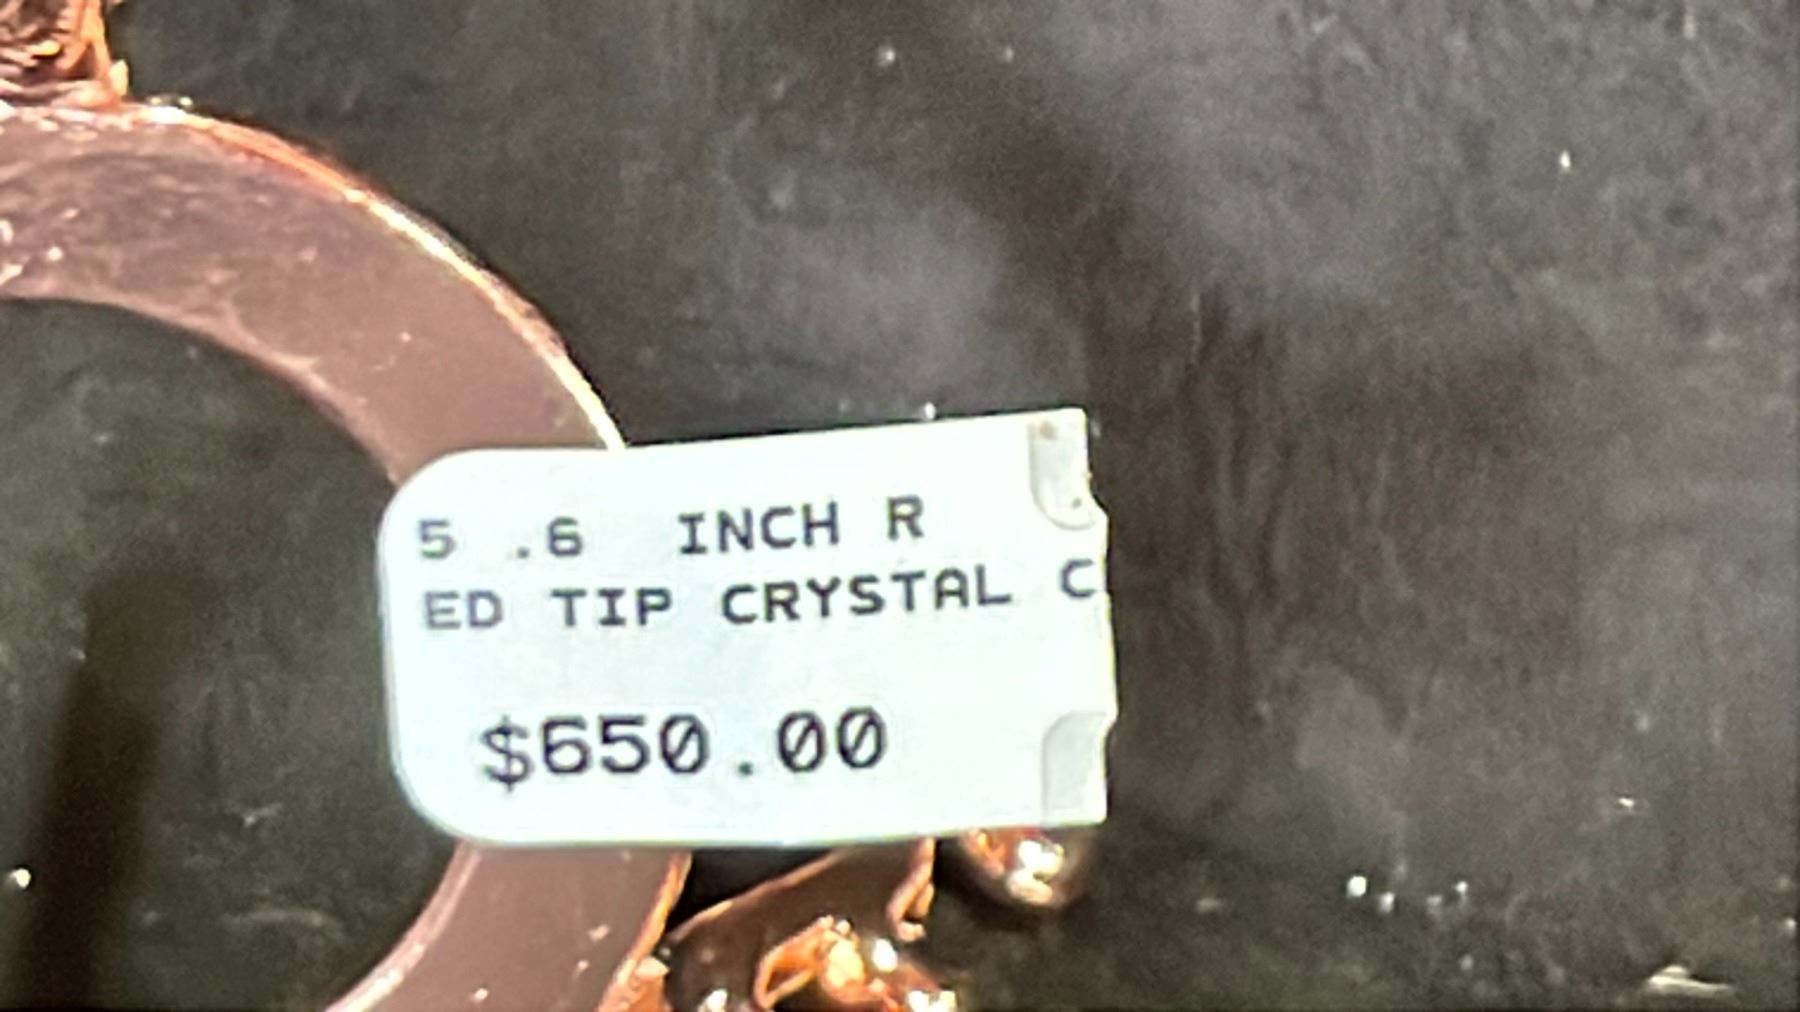 5 .6 INCH R
ED TIP CRYSTAL C
$650.00